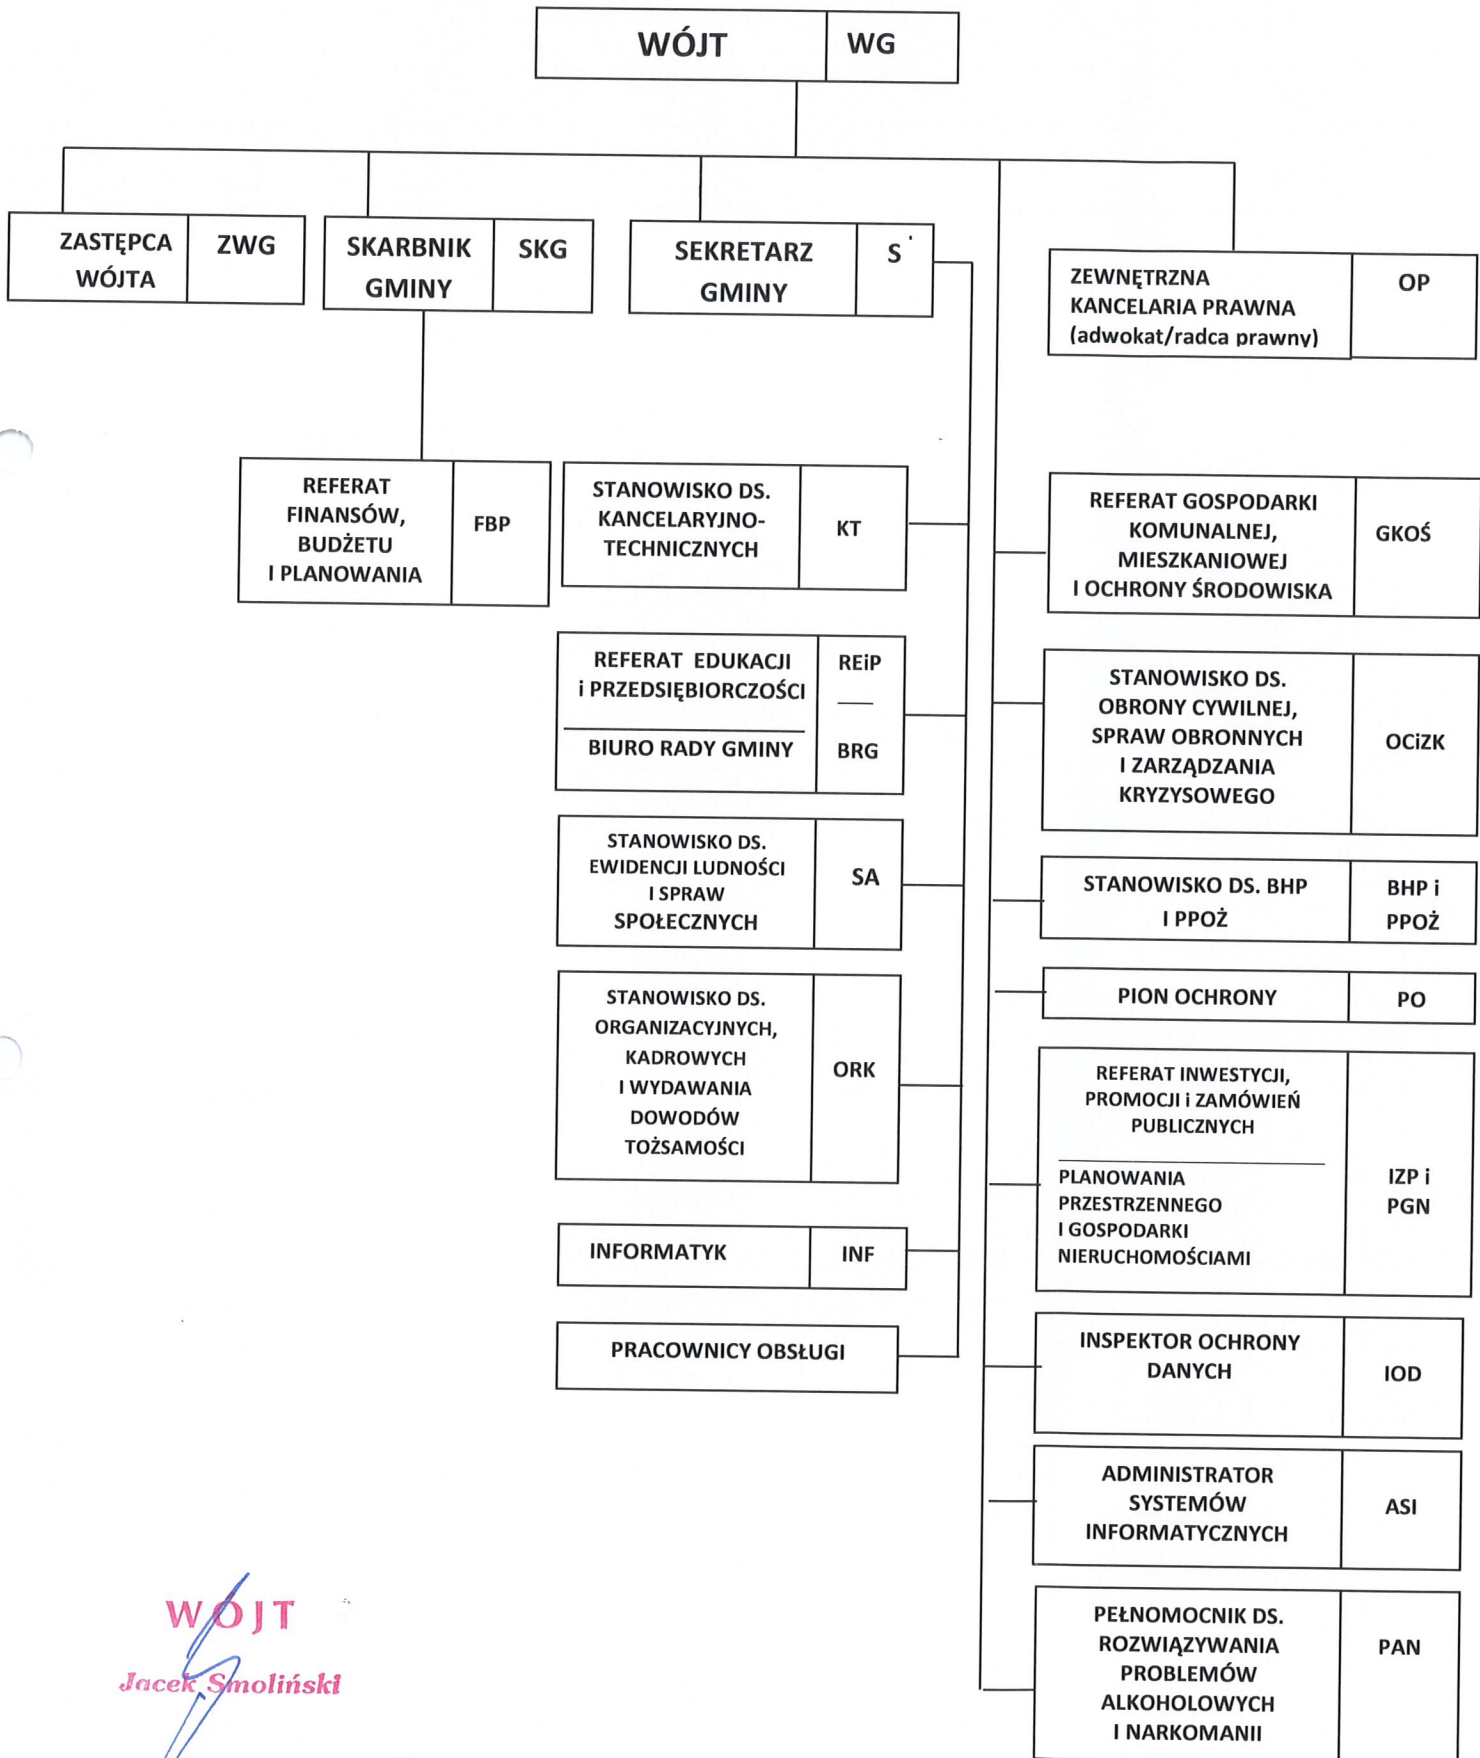 WÓJT
WG
ZASTĘPCA
WÓJTA
ZWG
SKARBNIK
GMINY
SKG
SEKRETARZ
GMINY
S
ZEWNĘTRZNA
KANCELARIA PRAWNA
(adwokat/radca prawny)
OP
REFERAT
FINANSÓW,
BUDŻETU
I PLANOWANIA
FBP
STANOWISKO DS.
KANCELARYJNO-
TECHNICZNYCH
KT
REFERAT EDUKACJI
i PRZEDSIĘBIORCZOŚCI
REiP
BIURO RADY GMINY
BRG
STANOWISKO DS.
EWIDENCJI LUDNOŚCI
I SPRAW
SPOŁECZNYCH
SA
STANOWISKO DS.
ORGANIZACYJNYCH,
KADROWYCH
I WYDAWANIA
DOWODÓW
TOŻSAMOŚCI
ORK
INFORMATYK
INF
PRACOWNICY OBSŁUGI
REFERAT GOSPODARKI
KOMUNALNEJ,
MIESZKANIOWEJ
I OCHRONY ŚRODOWISKA
GKOŚ
STANOWISKO DS.
OBRONY CYWILNEJ,
SPRAW OBRONNYCH
I ZARZĄDZANIA
KRYZYSOWEGO
OCiZK
STANOWISKO DS. BHP
I PPOŻ
BHP i
PPOŻ
PION OCHRONY
PO
REFERAT INWESTYCJI,
PROMOCJI i ZAMÓWIEŃ
PUBLICZNYCH
PLANOWANIA
PRZESTRZENNEGO
I GOSPODARKI
NIERUCHOMOŚCIAMI
IZP i
PGN
INSPEKTOR OCHRONY
DANYCH
IOD
ADMINISTRATOR
SYSTEMÓW
INFORMATYCZNYCH
ASI
PEŁNOMOCNIK DS.
ROZWIĄZYWANIA
PROBLEMÓW
ALKOHOLOWYCH
I NARKOMANII
PAN
WÓJT
Jacek Smoliński